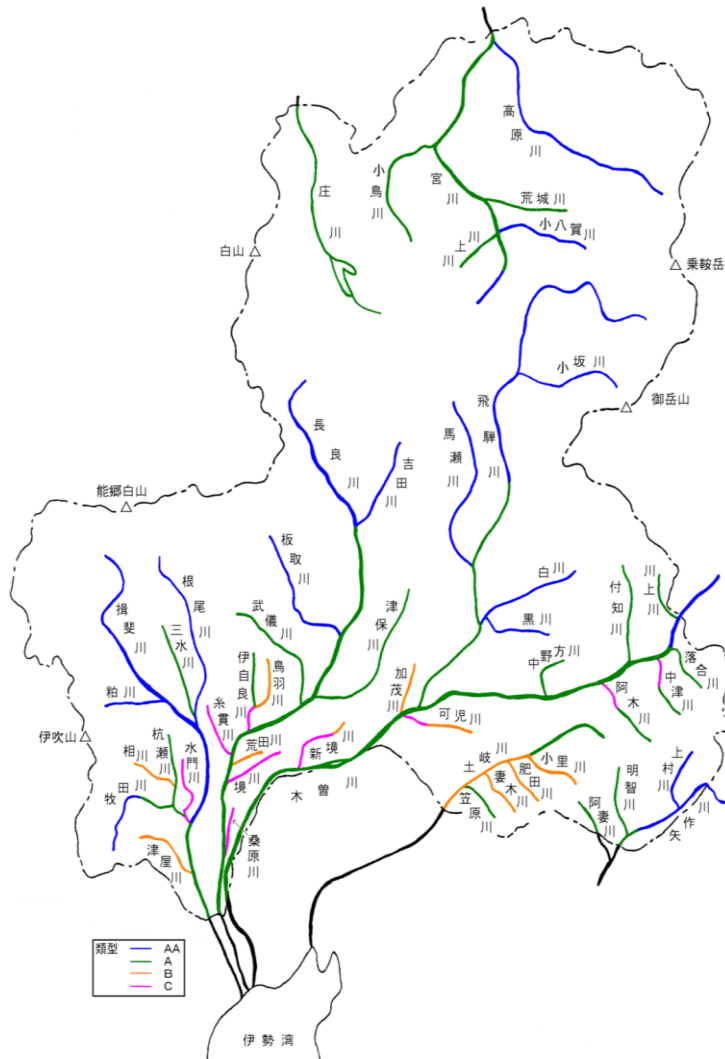 高原川
小鳥川
宮川
庄川
荒城川
小八賀川
川上川
白山
乗鞍岳
小坂川
御岳山
飛騨川
馬瀬川
長良川
吉田川
能郷白山
板取川
根尾川
揖斐川
三水川
武儀川
津保川
白川
黒川
付知川
川上川
落合川
中津川
阿木川
中野方川
伊自良川
鳥羽川
糸貫川
加茂川
可児川
粕川
伊吹山
杭瀬川
相川
水門川
牧田川
荒田川
境川
新境川
木曽川
土岐川
小里川
肥田川
妻木川
笠原川
明智川
阿妻川
上村川
矢作川
津屋川
桑原川
類型
AA
A
B
C
伊勢湾